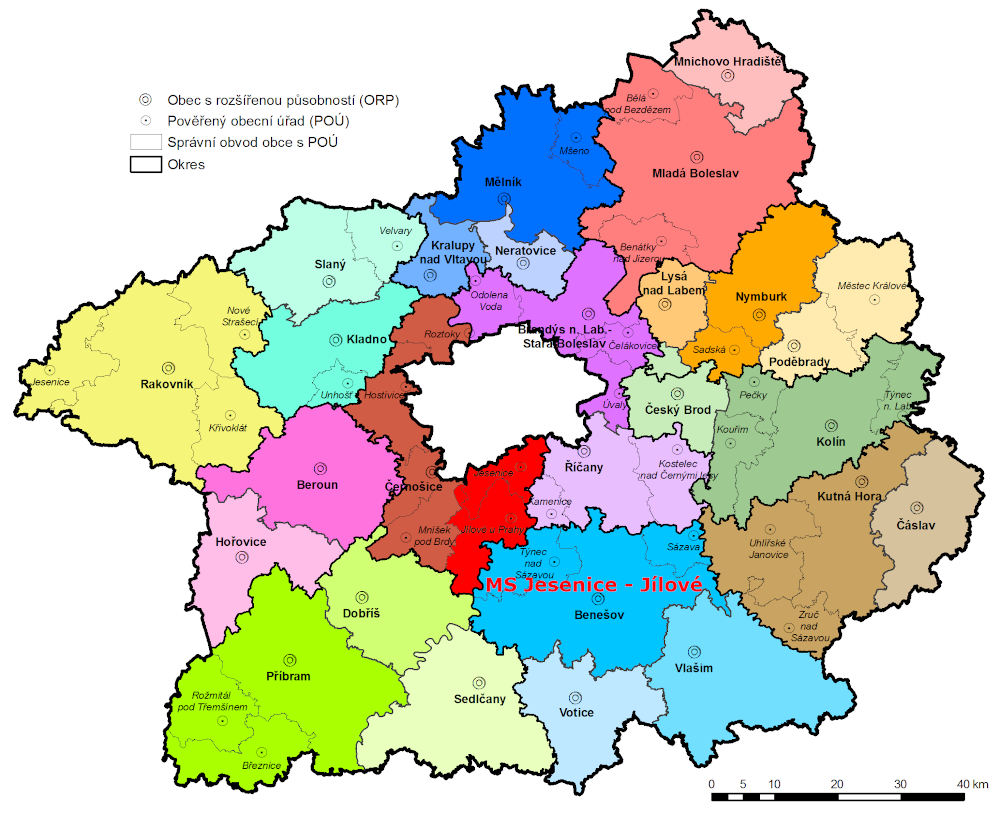 Mnichovo Hradiště
Obec s rozšířenou působností (ORP)
Pověřený obecní úřad (POÚ)
Správní obvod obce s POÚ
Okres
Bělá
pod Bezdězem
Mšeno
Mladá Boleslav
Mělník
Velvary
Slaný
Kralupy
nad Vltavou
Neratovice
Benátky
nad Jizerou
Lysá
nad Labem
Městec Králové
Nymburk
Odolena
Voda
Nové
Strašecí
Kladno
Roztoky
Brandýs n. Lab.-
Stará Boleslav
Čelákovice
Sadská
Poděbrady
Jesenice
Rakovník
Unhošť
Hostivice
Úvaly
Český Brod
Pečky
Týnec
n. Lab.
Křivoklát
Kouřim
Kolín
Beroun
Černošice
Jesenice
Říčany
Kostelec
nad Černými lesy
Kutná Hora
Čáslav
Kamenice
Mníšek
pod Brdy
Jílové u Prahy
Hořovice
Týnec
nad
Sázavou
Sázava
Uhlířské
Janovice
MS Jesenice - Jílové
Dobříš
Benešov
Zruč
nad
Sázavou
Příbram
Vlašim
Rožmitál
pod Třemšínem
Sedlčany
Votice
Březnice
0 5 10 20 30 40 km